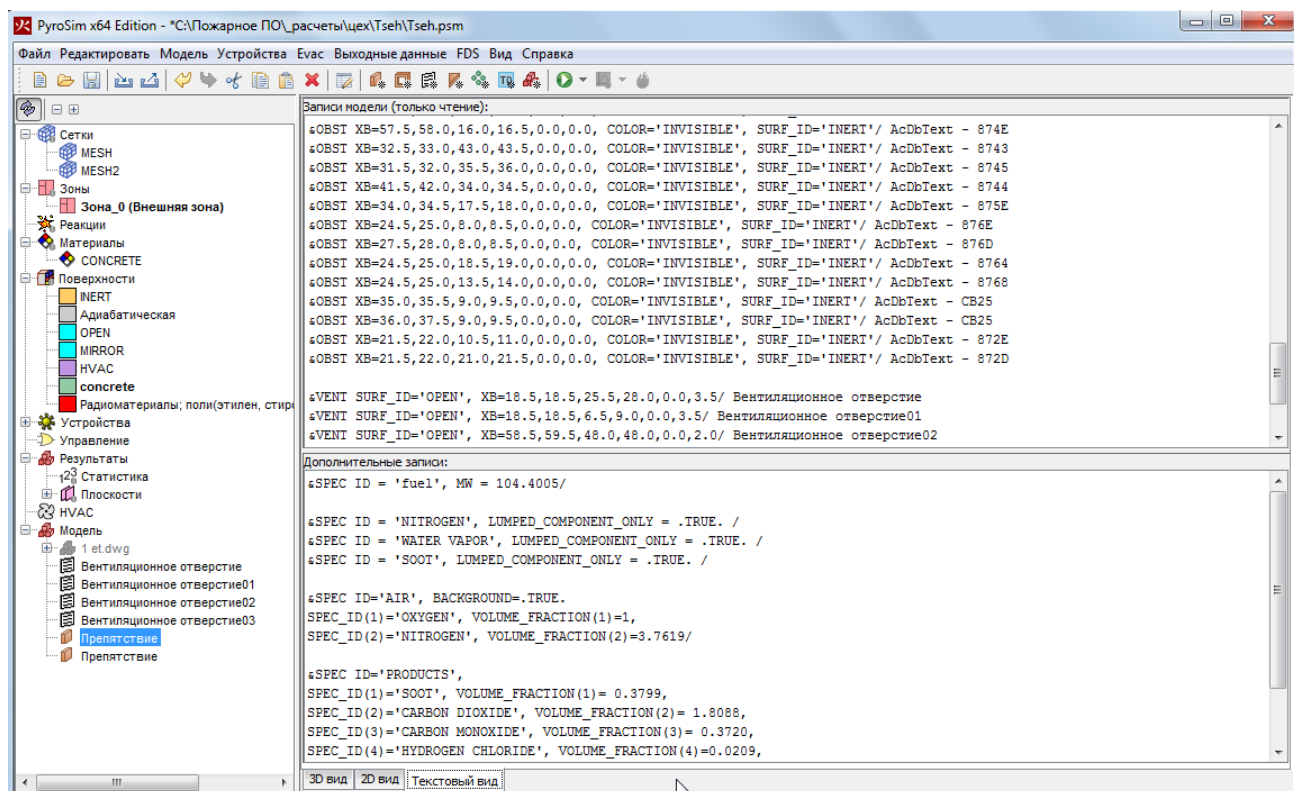 PyroSim x64 Edition - *C:\Пожарное ПО\_расчеты\цех\Tseh\Tseh.psm
Файл Редактировать Модель Устройства Evac Выходные данные FDS Вид Справка
Сетки
MESH
MESH2
Зоны
Зона_0 (Внешняя зона)
Реакции
Материалы
CONCRETE
Поверхности
INERT
Адиабатическая
OPEN
MIRROR
HVAC
concrete
Радиоматериалы; поли(этилен, стир
Устройства
Управление
Результаты
Статистика
Плоскости
HVAC
Модель
1 et.dwg
Вентиляционное отверстие
Вентиляционное отверстие01
Вентиляционное отверстие02
Вентиляционное отверстие03
Препятствие
Препятствие
Записи модели (только чтение):
&OBST XB=57.5,58.0,16.0,16.5,0.0,0.0, COLOR='INVISIBLE', SURF_ID='INERT'/ AcDbText - 874E
&OBST XB=32.5,33.0,43.0,43.5,0.0,0.0, COLOR='INVISIBLE', SURF_ID='INERT'/ AcDbText - 8743
&OBST XB=31.5,32.0,35.5,36.0,0.0,0.0, COLOR='INVISIBLE', SURF_ID='INERT'/ AcDbText - 8745
&OBST XB=41.5,42.0,34.0,34.5,0.0,0.0, COLOR='INVISIBLE', SURF_ID='INERT'/ AcDbText - 8744
&OBST XB=34.0,34.5,17.5,18.0,0.0,0.0, COLOR='INVISIBLE', SURF_ID='INERT'/ AcDbText - 875E
&OBST XB=24.5,25.0,8.0,8.5,0.0,0.0, COLOR='INVISIBLE', SURF_ID='INERT'/ AcDbText - 876E
&OBST XB=27.5,28.0,8.0,8.5,0.0,0.0, COLOR='INVISIBLE', SURF_ID='INERT'/ AcDbText - 876D
&OBST XB=24.5,25.0,18.5,19.0,0.0,0.0, COLOR='INVISIBLE', SURF_ID='INERT'/ AcDbText - 8764
&OBST XB=24.5,25.0,13.5,14.0,0.0,0.0, COLOR='INVISIBLE', SURF_ID='INERT'/ AcDbText - 8768
&OBST XB=35.0,35.5,9.0,9.5,0.0,0.0, COLOR='INVISIBLE', SURF_ID='INERT'/ AcDbText - CB25
&OBST XB=36.0,37.5,9.0,9.5,0.0,0.0, COLOR='INVISIBLE', SURF_ID='INERT'/ AcDbText - CB25
&OBST XB=21.5,22.0,10.5,11.0,0.0,0.0, COLOR='INVISIBLE', SURF_ID='INERT'/ AcDbText - 872E
&OBST XB=21.5,22.0,21.0,21.5,0.0,0.0, COLOR='INVISIBLE', SURF_ID='INERT'/ AcDbText - 872D
&VENT SURF_ID='OPEN', XB=18.5,18.5,25.5,28.0,0.0,3.5/ Вентиляционное отверстие
&VENT SURF_ID='OPEN', XB=18.5,18.5,6.5,9.0,0.0,3.5/ Вентиляционное отверстие01
&VENT SURF_ID='OPEN', XB=58.5,59.5,48.0,48.0,0.0,2.0/ Вентиляционное отверстие02
Дополнительные записи:
&SPEC ID = 'fuel', MW = 104.4005/
&SPEC ID = 'NITROGEN', LUMPED_COMPONENT_ONLY = .TRUE. /
&SPEC ID = 'WATER VAPOR', LUMPED_COMPONENT_ONLY = .TRUE. /
&SPEC ID = 'SOOT', LUMPED_COMPONENT_ONLY = .TRUE. /
&SPEC ID='AIR', BACKGROUND=.TRUE.
SPEC_ID(1)='OXYGEN', VOLUME_FRACTION(1)=1,
SPEC_ID(2)='NITROGEN', VOLUME_FRACTION(2)=3.7619/
&SPEC ID='PRODUCTS',
SPEC_ID(1)='SOOT', VOLUME_FRACTION(1)= 0.3799,
SPEC_ID(2)='CARBON DIOXIDE', VOLUME_FRACTION(2)= 1.8088,
SPEC_ID(3)='CARBON MONOXIDE', VOLUME_FRACTION(3)= 0.3720,
SPEC_ID(4)='HYDROGEN CHLORIDE', VOLUME_FRACTION(4)=0.0209,
3D вид 2D вид Текстовый вид